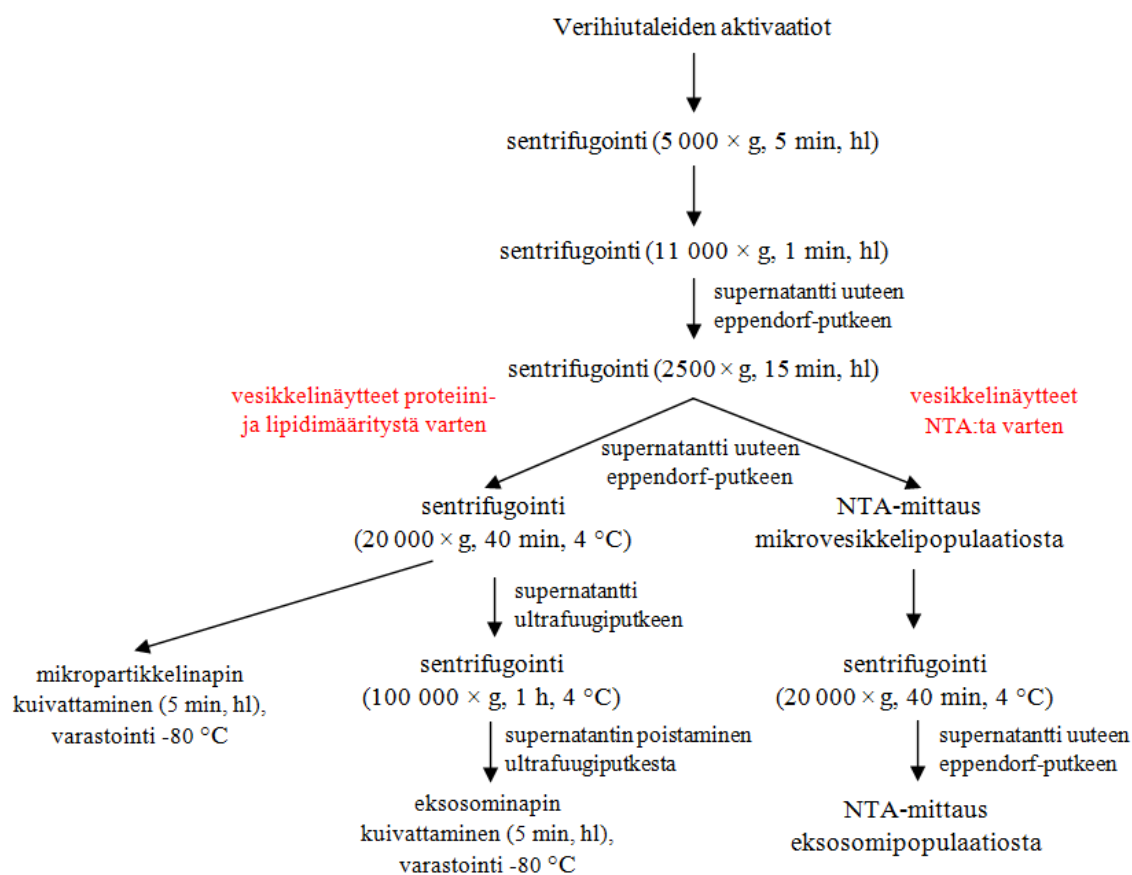 Verihiutaleiden aktivaatiot
sentrifugointi (5 000 × g, 5 min, hl)
sentrifugointi (11 000 × g, 1 min, hl)
supernatantti uuteen
eppendorf-putkeen
sentrifugointi (2500 × g, 15 min, hl)
vesikkelinäytteet proteiini-
ja lipidimääritystä varten
vesikkelinäytteet
NTA:ta varten
supernatantti uuteen
eppendorf-putkeen
sentrifugointi
(20 000 × g, 40 min, 4 °C)
NTA-mittaus
mikrovesikkelipopulaatiosta
supernatantti
ultrafuugiputkeen
mikropartikkelinapin
kuivattaminen (5 min, hl),
varastointi -80 °C
sentrifugointi
(100 000 × g, 1 h, 4 °C)
sentrifugointi
(20 000 × g, 40 min, 4 °C)
supernatantin poistaminen
ultrafuugiputkesta
supernatantti uuteen
eppendorf-putkeen
eksosominapin
kuivattaminen (5 min, hl),
varastointi -80 °C
NTA-mittaus
eksosomipopulaatiosta